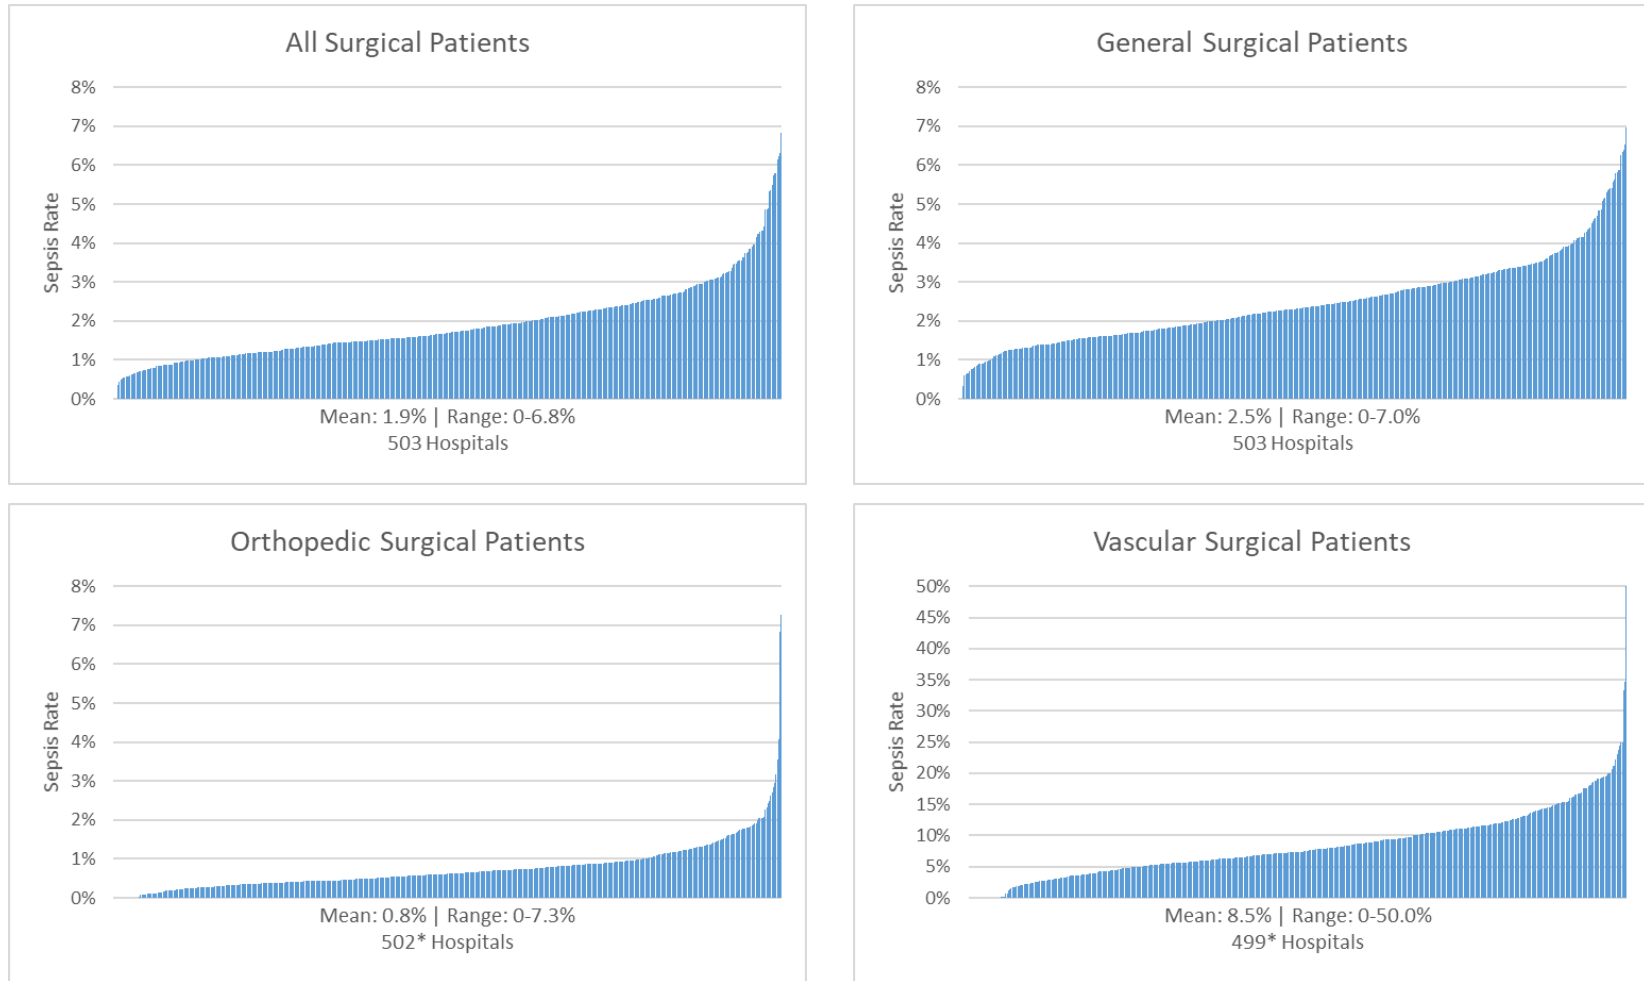 All Surgical Patients
8%
7%
6%
5%
4%
3%
2%
1%
0%
Sepsis Rate
Mean: 1.9% | Range: 0-6.8%
503 Hospitals
General Surgical Patients
8%
7%
6%
5%
4%
3%
2%
1%
0%
Sepsis Rate
Mean: 2.5% | Range: 0-7.0%
503 Hospitals
Orthopedic Surgical Patients
8%
7%
6%
5%
4%
3%
2%
1%
0%
Sepsis Rate
Mean: 0.8% | Range: 0-7.3%
502* Hospitals
Vascular Surgical Patients
50%
45%
40%
35%
30%
25%
20%
15%
10%
5%
0%
Sepsis Rate
Mean: 8.5% | Range: 0-50.0%
499* Hospitals